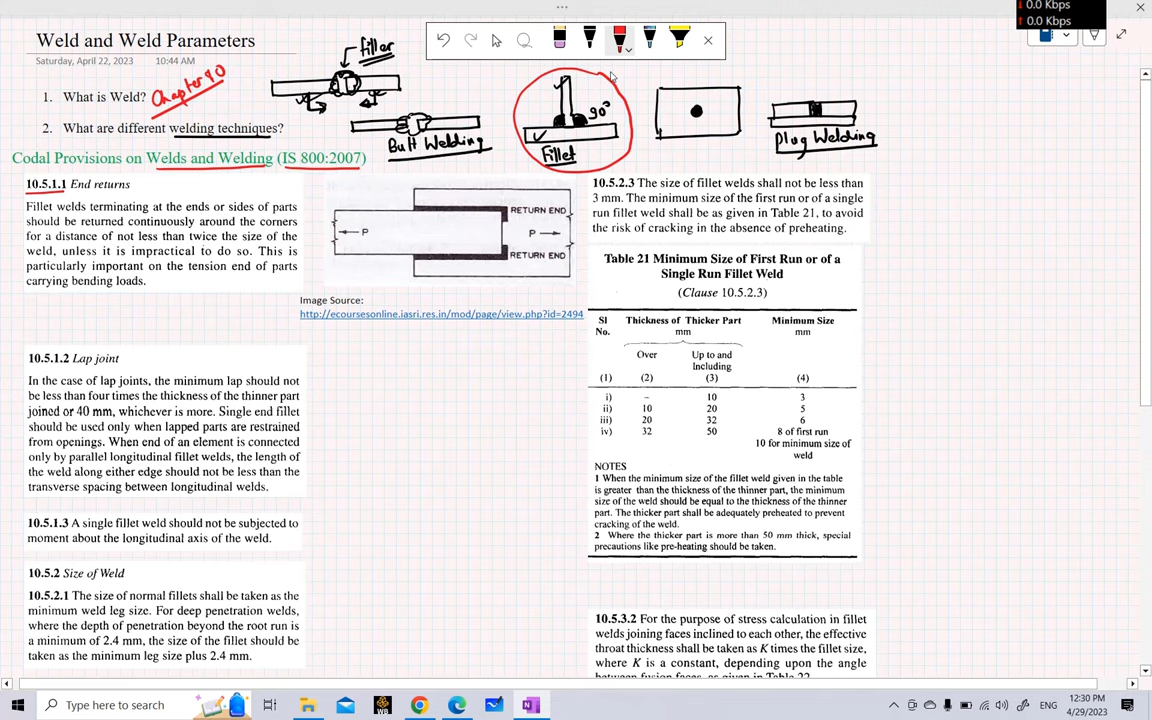 0.0 Kbps
0.0 Kbps
Weld and Weld Parameters
Saturday, April 22, 2023 10:44 AM
1. What is Weld?
Chapter 10
2. What are different welding techniques?
filler
Butt Welding
90°
Fillet
Plug Welding
Codal Provisions on Welds and Welding (IS 800:2007)
10.5.1.1 End returns
Fillet welds terminating at the ends or sides of parts
should be returned continuously around the corners
for a distance of not less than twice the size of the
weld, unless it is impractical to do so. This is
particularly important on the tension end of parts
carrying bending loads.
RETURN END
P
P
RETURN END
Image Source:
http://ecoursesonline.iasri.res.in/mod/page/view.php?id=2494
10.5.1.2 Lap joint
In the case of lap joints, the minimum lap should not
be less than four times the thickness of the thinner part
joined or 40 mm, whichever is more. Single end fillet
should be used only when lapped parts are restrained
from openings. When end of an element is connected
only by parallel longitudinal fillet welds, the length of
the weld along either edge should not be less than the
transverse spacing between longitudinal welds.
10.5.1.3 A single fillet weld should not be subjected to
moment about the longitudinal axis of the weld.
10.5.2 Size of Weld
10.5.2.1 The size of normal fillets shall be taken as the
minimum weld leg size. For deep penetration welds,
where the depth of penetration beyond the root run is
a minimum of 2.4 mm, the size of the fillet should be
taken as the minimum leg size plus 2.4 mm.
10.5.2.3 The size of fillet welds shall not be less than
3 mm. The minimum size of the first run or of a single
run fillet weld shall be as given in Table 21, to avoid
the risk of cracking in the absence of preheating.
Table 21 Minimum Size of First Run or of a
Single Run Fillet Weld
(Clause 10.5.2.3)
Sl No. Thickness of Thicker Part mm Minimum Size mm
Over Up to and Including
(1) (2) (3) (4)
i) – 10 3
ii) 10 20 5
iii) 20 32 6
iv) 32 50 8 of first run
10 for minimum size of
weld
NOTES
1 When the minimum size of the fillet weld given in the table
is greater than the thickness of the thinner part, the minimum
size of the weld should be equal to the thickness of the thinner
part. The thicker part shall be adequately preheated to prevent
cracking of the weld.
2 Where the thicker part is more than 50 mm thick, special
precautions like pre-heating should be taken.
10.5.3.2 For the purpose of stress calculation in fillet
welds joining faces inclined to each other, the effective
throat thickness shall be taken as K times the fillet size,
where K is a constant, depending upon the angle
between fusion faces, as given in Table 22.
Type here to search
WB
ENG
12:30 PM
4/29/2023